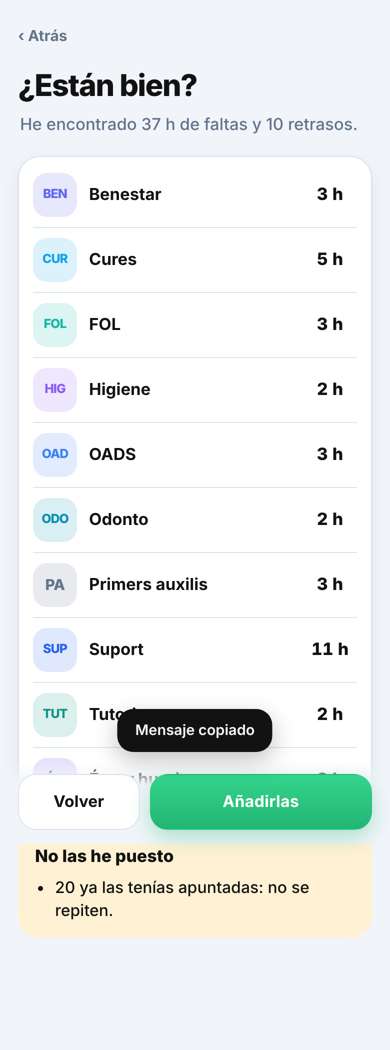 ‹ Atrás
¿Están bien?
He encontrado 37 h de faltas y 10 retrasos.
BEN Benestar 3 h
CUR Cures 5 h
FOL FOL 3 h
HIG Higiene 2 h
OAD OADS 3 h
ODO Odonto 2 h
PA Primers auxilis 3 h
SUP Suport 11 h
TUT 2 h
Mensaje copiado
Volver Añadirlas
No las he puesto
• 20 ya las tenías apuntadas: no se
repiten.